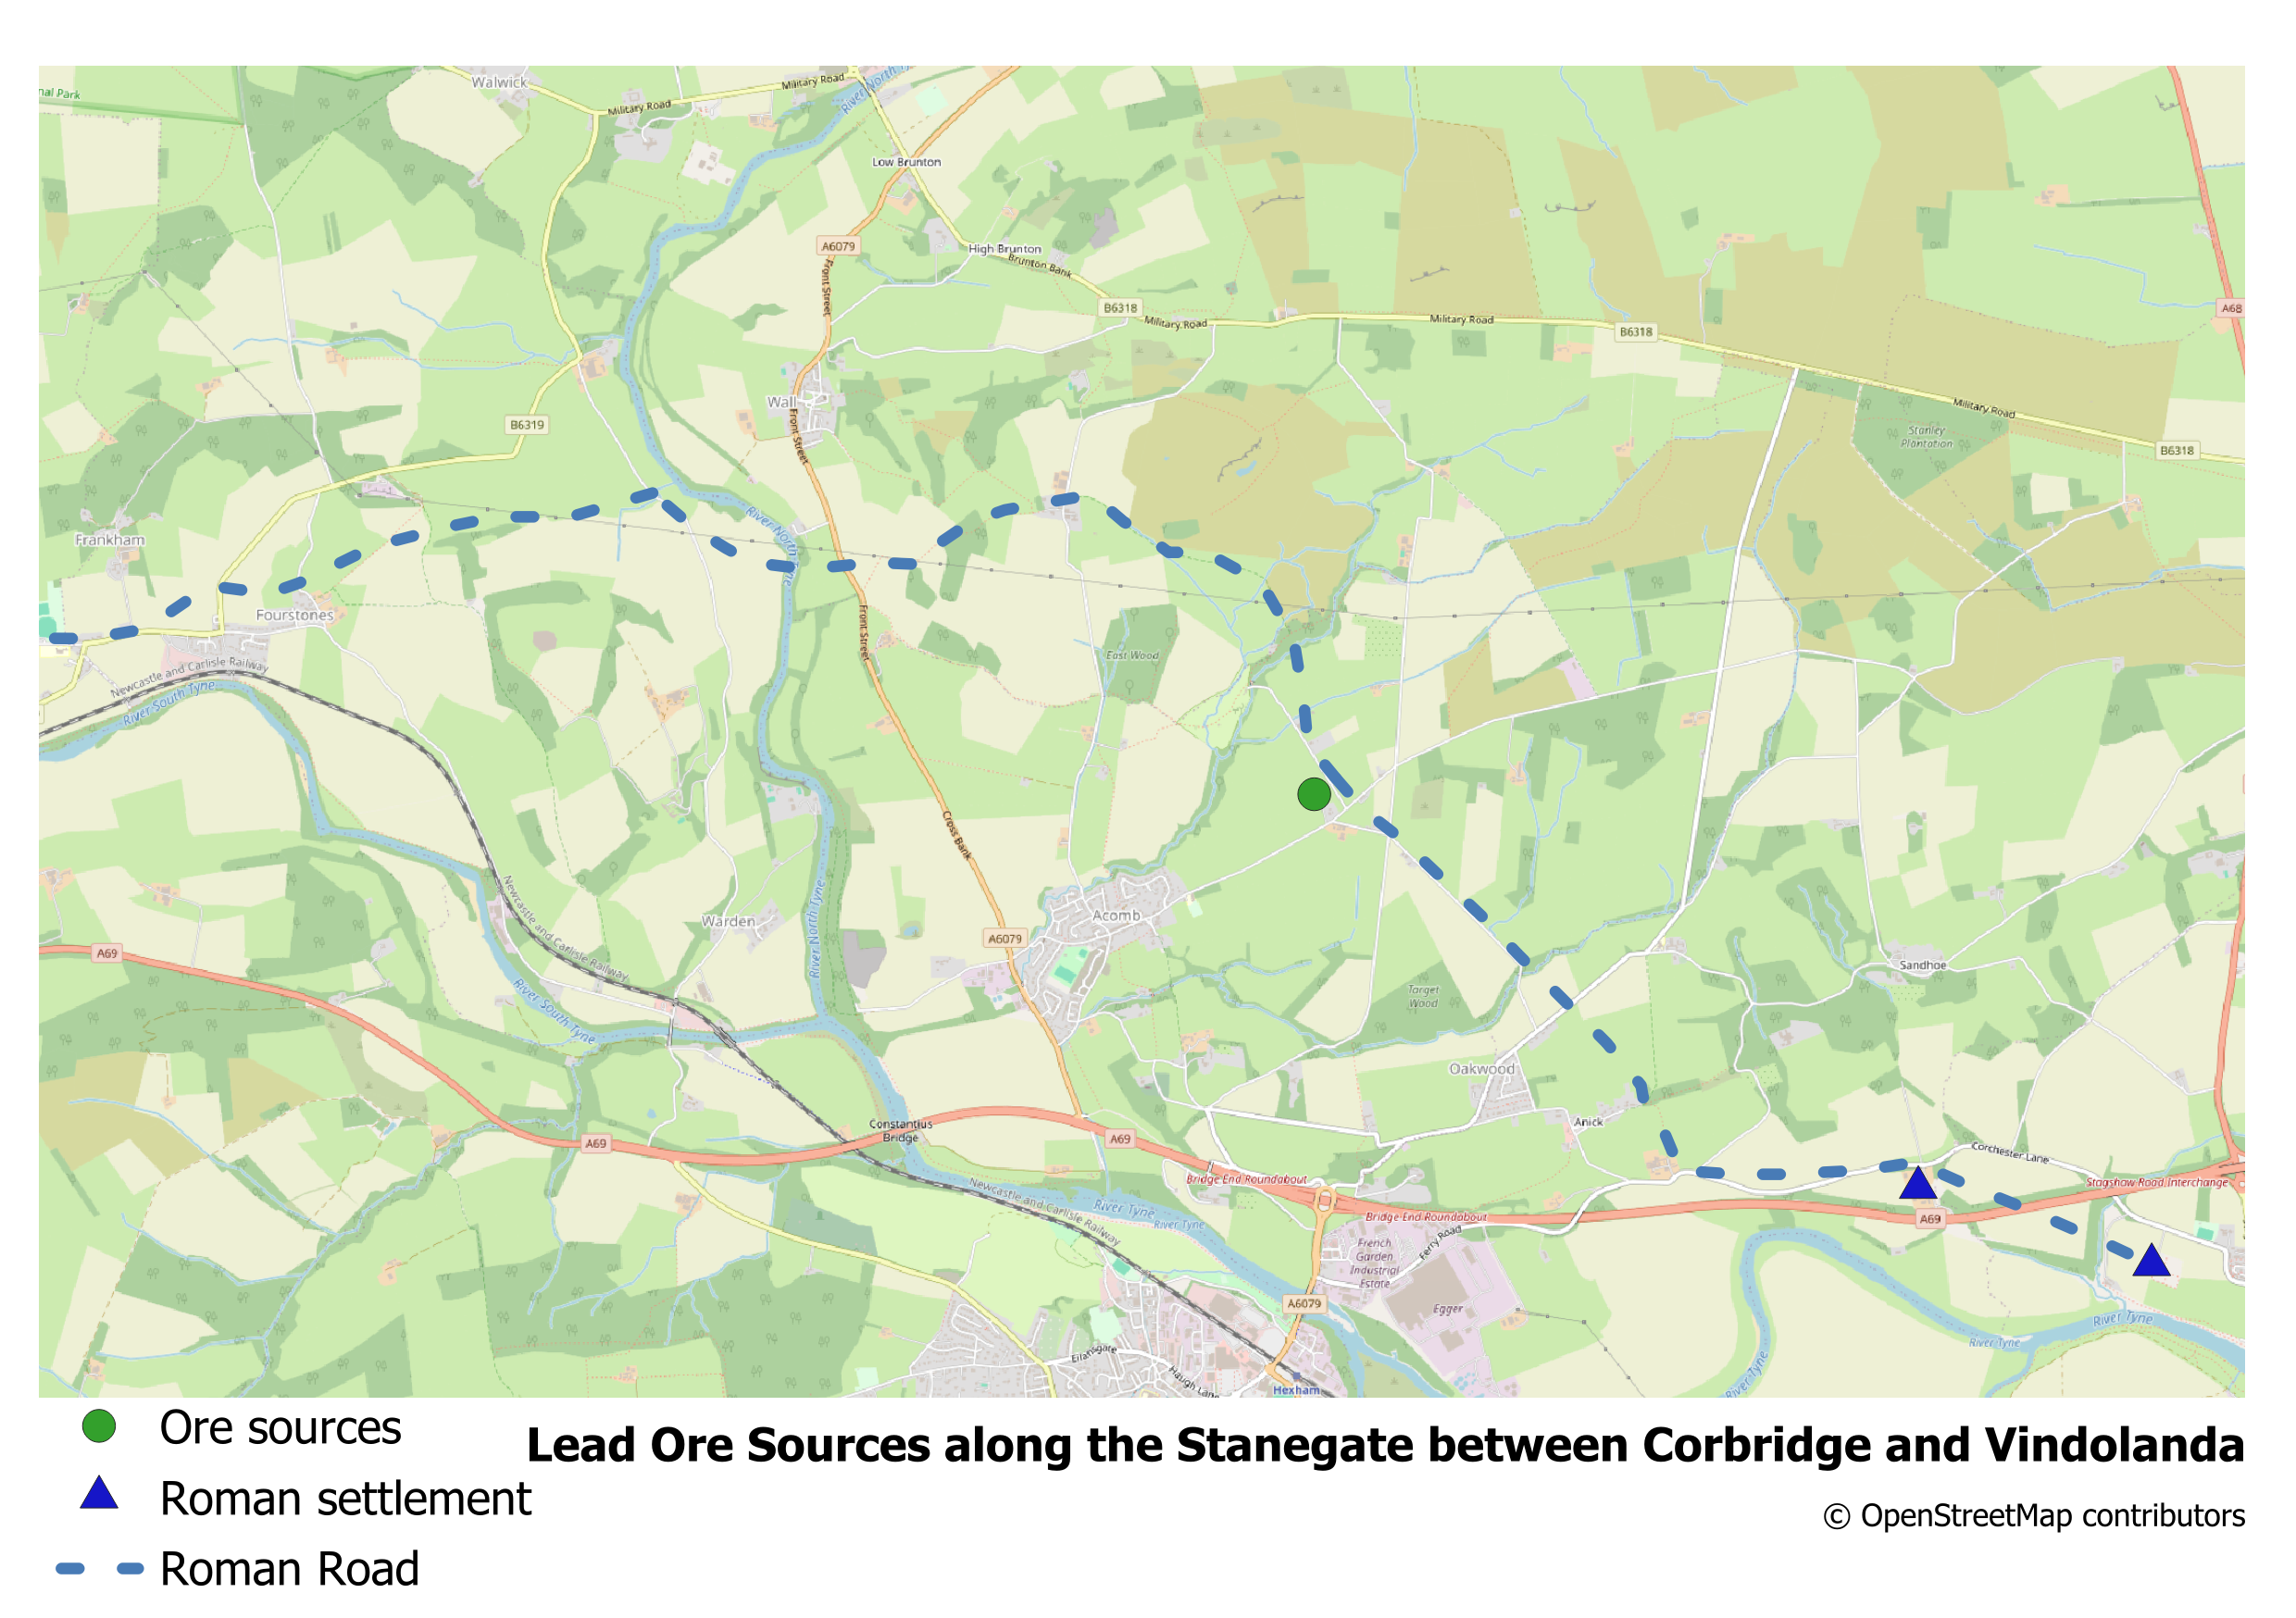 Walwick
Military Road
Military Road
River North Ty
nal Park
Low Brunton
A6079
High Brunton
Brunton Bank
Front Street
B6318
Military Road
Military Road
B6318
A68
Wall
Front Street
B6319
Military Road
Stanley
Plantation
B6318
Frankham
River North Tyne
Fourstones
Front Street
East Wood
Newcastle and Carlisle Railway
River South Tyne
Cross Bank
Newcastle and Carlisle Railway
Warden
River North Tyne
Acomb
A6079
A69
Sandhoe
River South Tyne
Target
Wood
Oakwood
Constantius
Bridge
Anick
A69
A69
Corchester Lane
Bridge End Roundabout
Stagshaw Road Interchange
Newcastle and Carlisle Railway
River Tyne
River Tyne
Bridge End Roundabout
A69
French
Garden
Industrial
Estate
Ferry Road
A6079
Egger
River Tyne
River Tyne
River Tyne
Eilansgate
Haugh Lane
Hexham
Ore sources
Lead Ore Sources along the Stanegate between Corbridge and Vindolanda
Roman settlement
© OpenStreetMap contributors
Roman Road